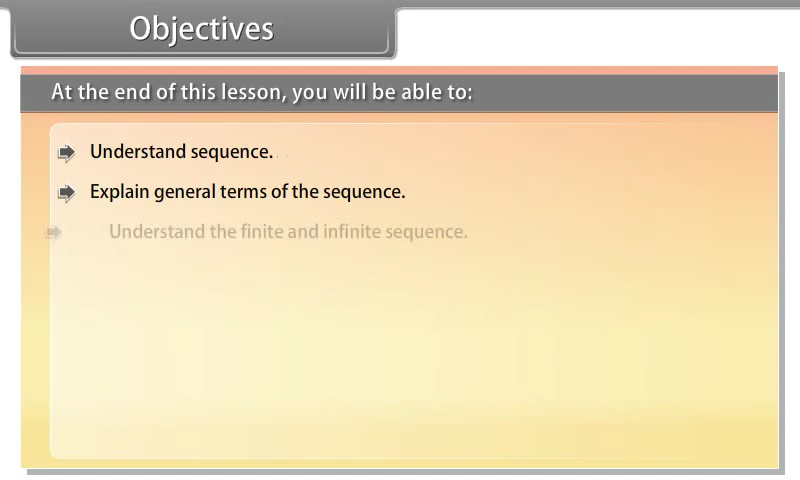 Objectives
At the end of this lesson, you will be able to:
Understand sequence.
Explain general terms of the sequence.
Understand the finite and infinite sequence.